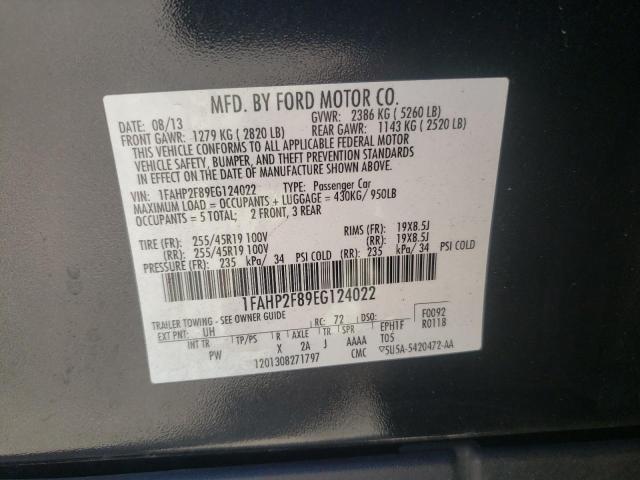 MFD. BY FORD MOTOR CO.
DATE: 08/13 GVWR: 2386 KG ( 5260 LB)
FRONT GAWR: 1279 KG ( 2820 LB) REAR GAWR: 1143 KG ( 2520 LB)
THIS VEHICLE CONFORMS TO ALL APPLICABLE FEDERAL MOTOR
VEHICLE SAFETY, BUMPER, AND THEFT PREVENTION STANDARDS
IN EFFECT ON THE DATE OF MANUFACTURE SHOWN ABOVE.
VIN: 1FAHP2F89EG124022 TYPE: Passenger Car
MAXIMUM LOAD = OCCUPANTS + LUGGAGE = 430KG/ 950LB
OCCUPANTS = 5 TOTAL; 2 FRONT, 3 REAR
TIRE (FR): 255/45R19 100V RIMS (FR): 19X8.5J
(RR): 255/45R19 100V (RR): 19X8.5J
PRESSURE (FR): 235 kPa/ 34 PSI COLD (RR): 235 kPa/ 34 PSI COLD
1FAHP2F89EG124022
TRAILER TOWING - SEE OWNER GUIDE
EXT PNT: UH RC: 72 DSO: F0092
INT TR TP/PS R AXLE TR SPR EPH1F R0118
PW X 2A J AAAA TOS
1201308271797 CMC 5U5A-5420472-AA